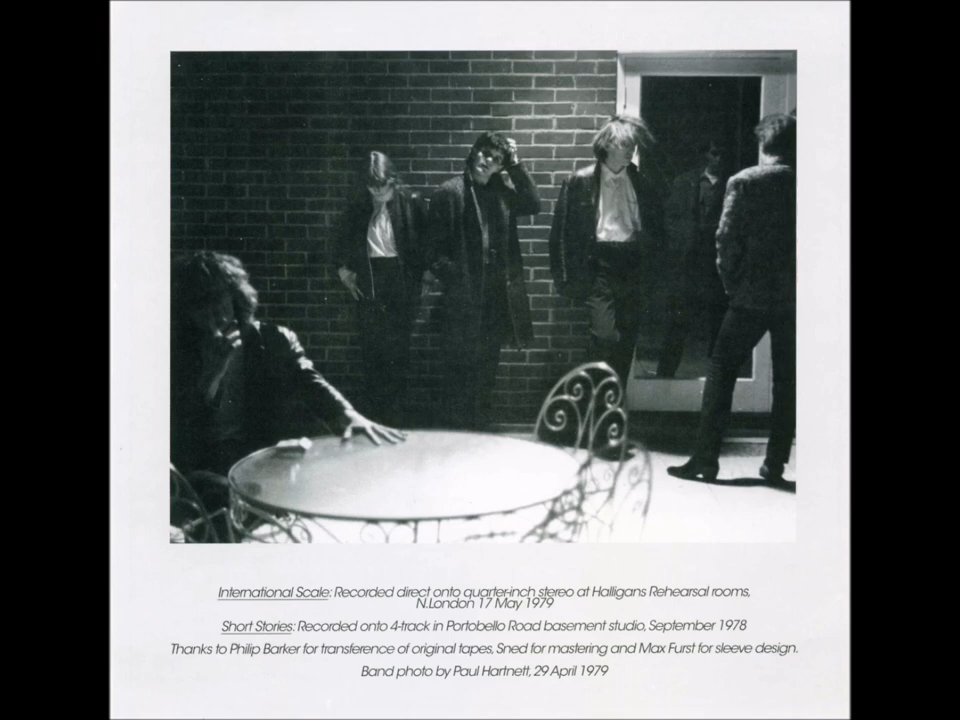 International Scale: Recorded direct onto quarter-inch stereo at Halligans Rehearsal rooms,
N.London 17 May 1979
Short Stories: Recorded onto 4-track in Portobello Road basement studio, September 1978
Thanks to Philip Barker for transference of original tapes, Sned for mastering and Max Furst for sleeve design.
Band photo by Paul Hartnett, 29 April 1979